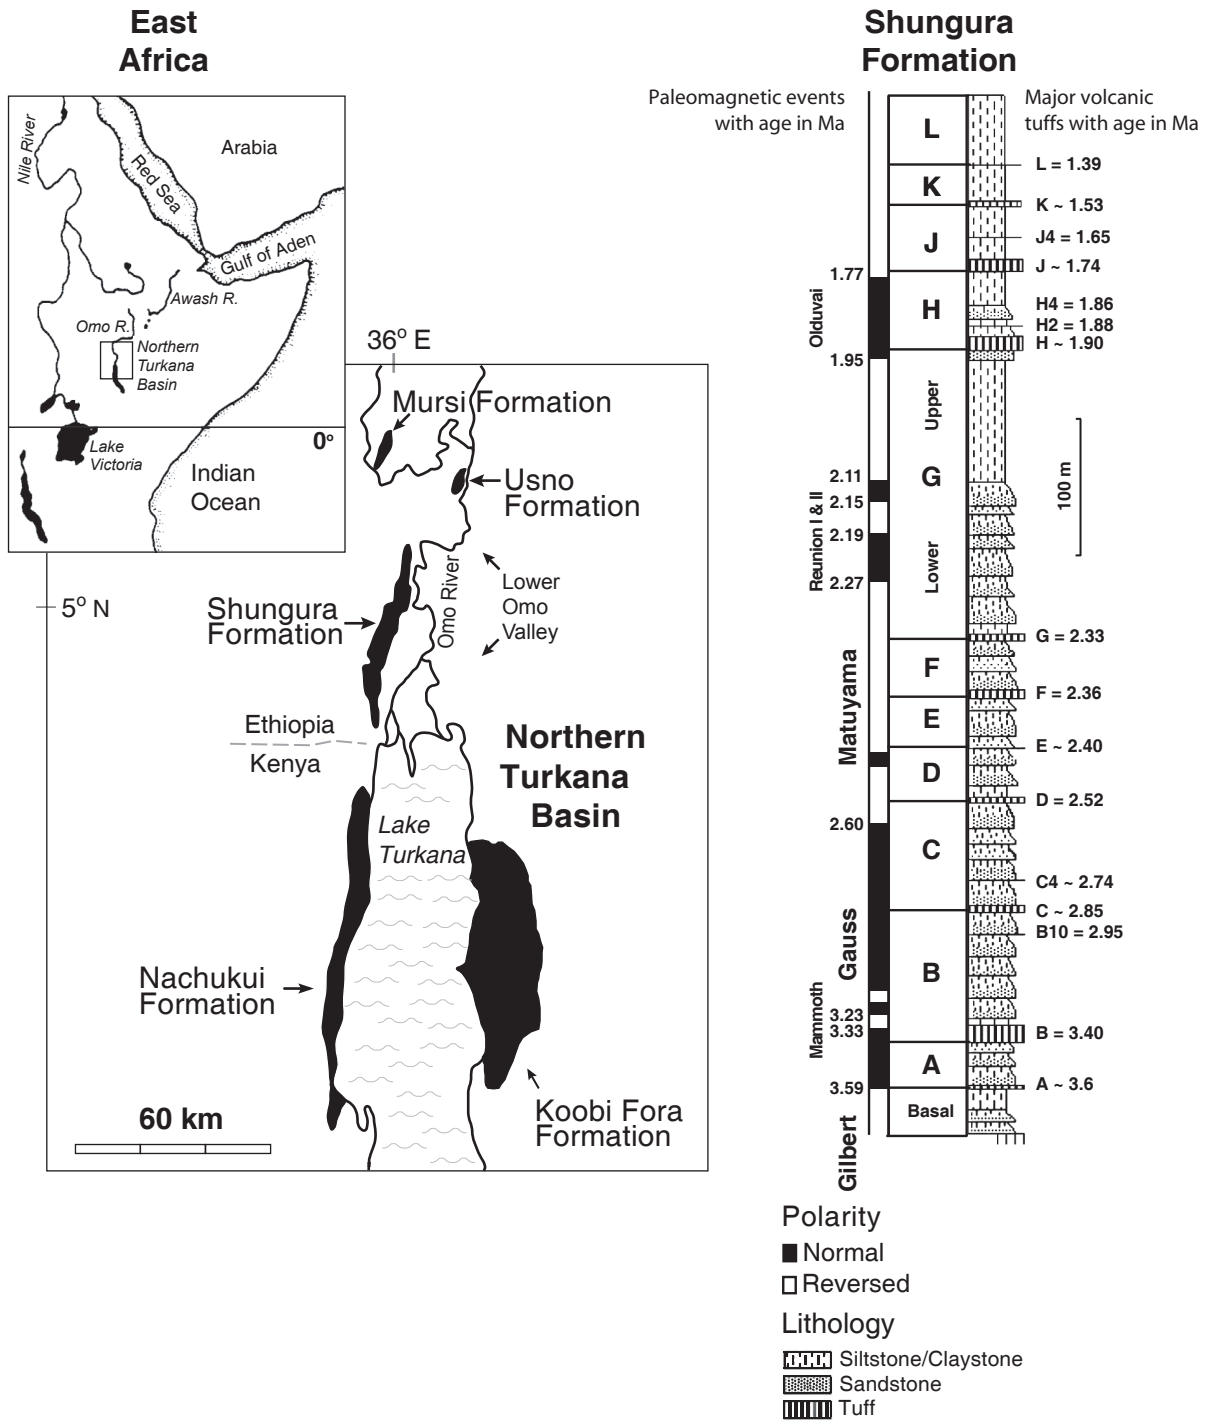 East
Africa
Nile River
Red Sea
Arabia
Gulf of Aden
Awash R.
Omo R.
Northern
Turkana
Basin
0°
Lake
Victoria
Indian
Ocean
36° E
Mursi Formation
Usno
Formation
5° N
Shungura
Formation
Omo River
Lower
Omo
Valley
Ethiopia
Kenya
Northern
Turkana
Basin
Lake
Turkana
Nachukui
Formation
Koobi Fora
Formation
60 km
Shungura
Formation
Paleomagnetic events
with age in Ma
Major volcanic
tuffs with age in Ma
1.77
Olduvai
1.95
2.11
2.15
Reunion I & II
2.19
2.27
Matuyama
2.60
Gauss
Mammoth
3.23
3.33
3.59
Gilbert
L
K
J
H
Upper
G
Lower
F
E
D
C
B
A
Basal
L = 1.39
K ~ 1.53
J4 = 1.65
J ~ 1.74
H4 = 1.86
H2 = 1.88
H ~ 1.90
100 m
G = 2.33
F = 2.36
E ~ 2.40
D = 2.52
C4 ~ 2.74
C ~ 2.85
B10 = 2.95
B = 3.40
A ~ 3.6
Polarity
Normal
Reversed
Lithology
Siltstone/Claystone
Sandstone
Tuff